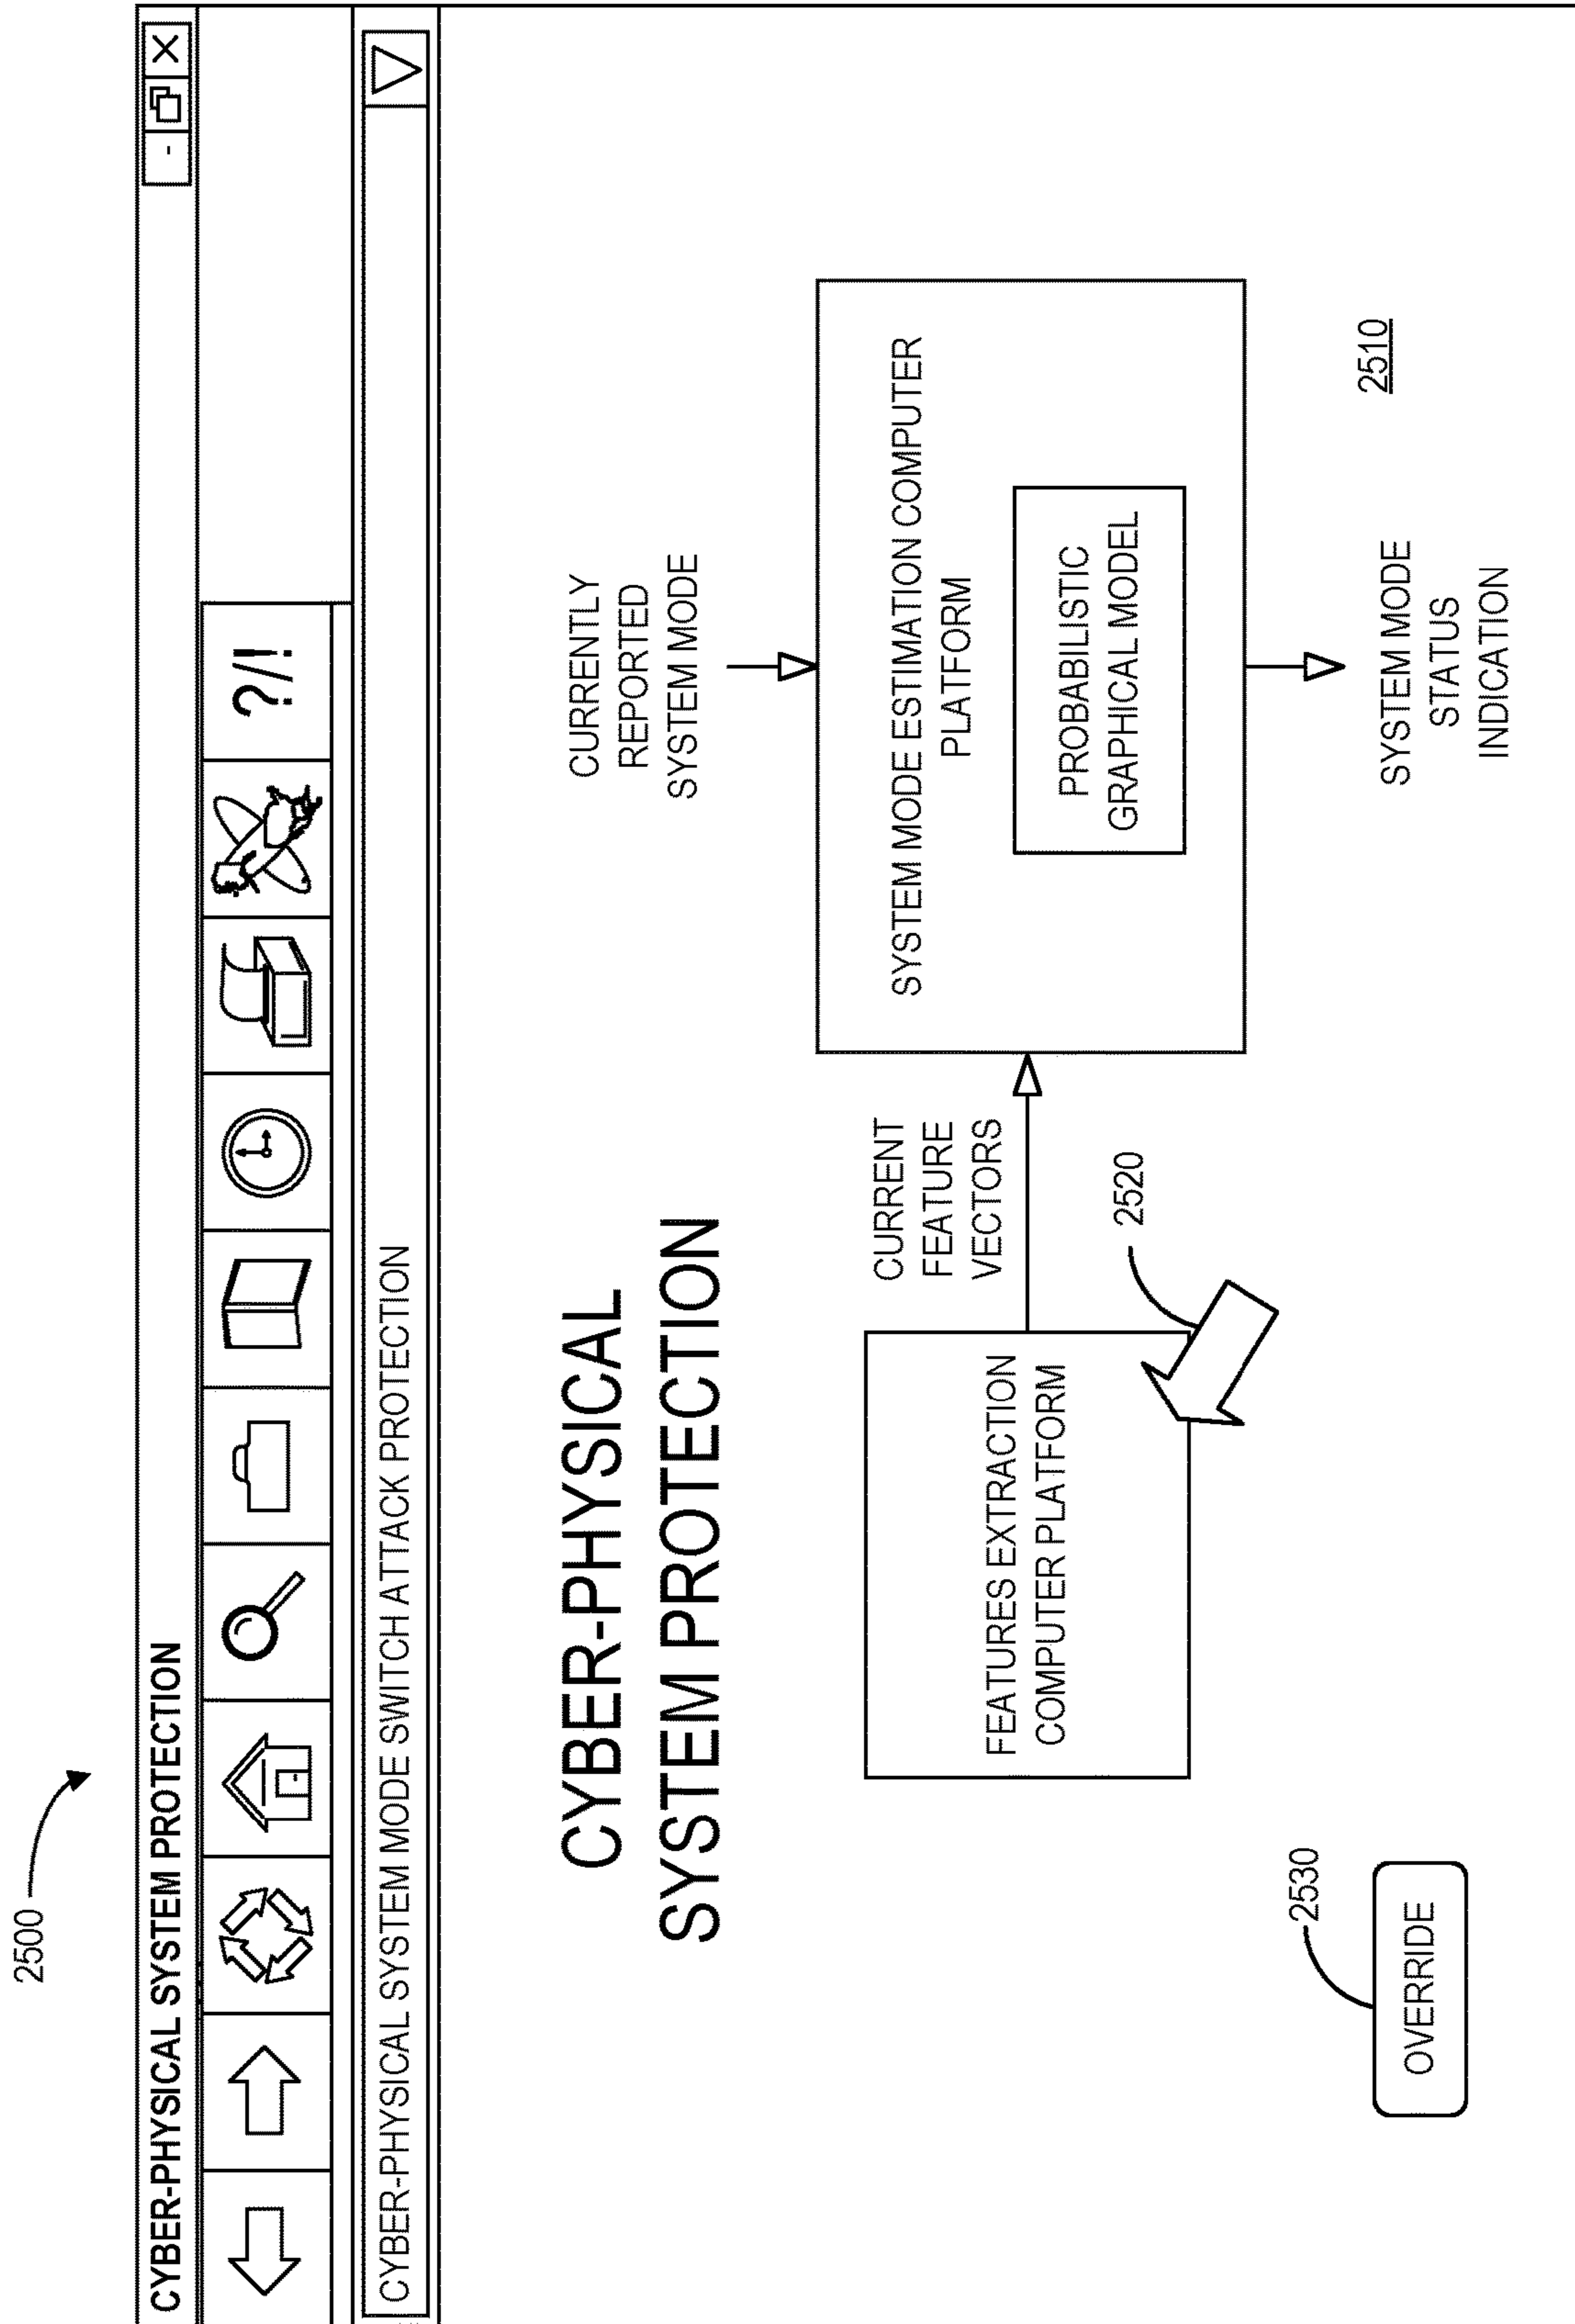 2500
CYBER-PHYSICAL SYSTEM PROTECTION
?/!
CYBER-PHYSICAL SYSTEM MODE SWITCH ATTACK PROTECTION
CYBER-PHYSICAL
SYSTEM PROTECTION
CURRENTLY
REPORTED
SYSTEM MODE
FEATURES EXTRACTION
COMPUTER PLATFORM
CURRENT
FEATURE
VECTORS
SYSTEM MODE ESTIMATION COMPUTER
PLATFORM
PROBABILISTIC
GRAPHICAL MODEL
2520
2530
OVERRIDE
SYSTEM MODE
STATUS
INDICATION
2510